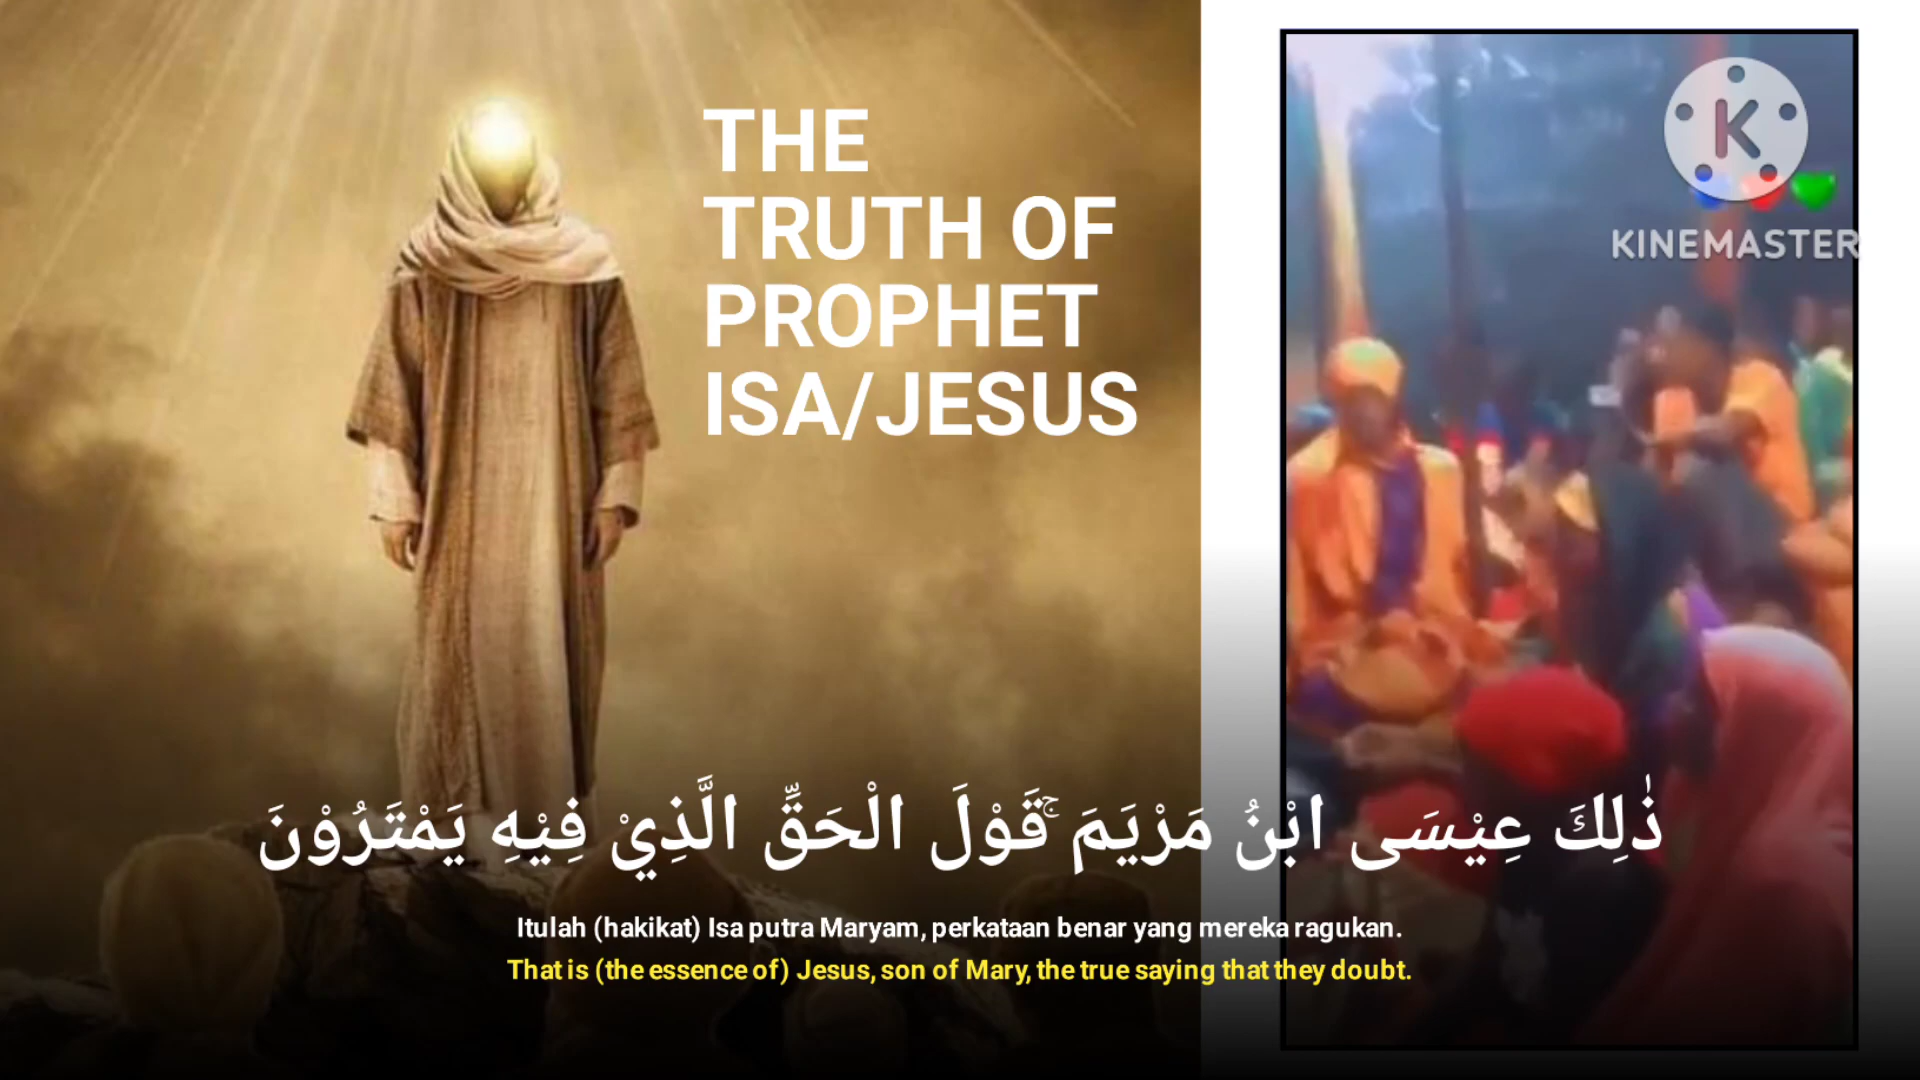 THE
TRUTH OF
PROPHET
ISA/JESUS
K
KINEMASTER
ذٰلِكَ عِيْسَى ابْنُ مَرْيَمَ ۚقَوْلَ الْحَقِّ الَّذِيْ فِيْهِ يَمْتَرُوْنَ
Itulah (hakikat) Isa putra Maryam, perkataan benar yang mereka ragukan.
That is (the essence of) Jesus, son of Mary, the true saying that they doubt.